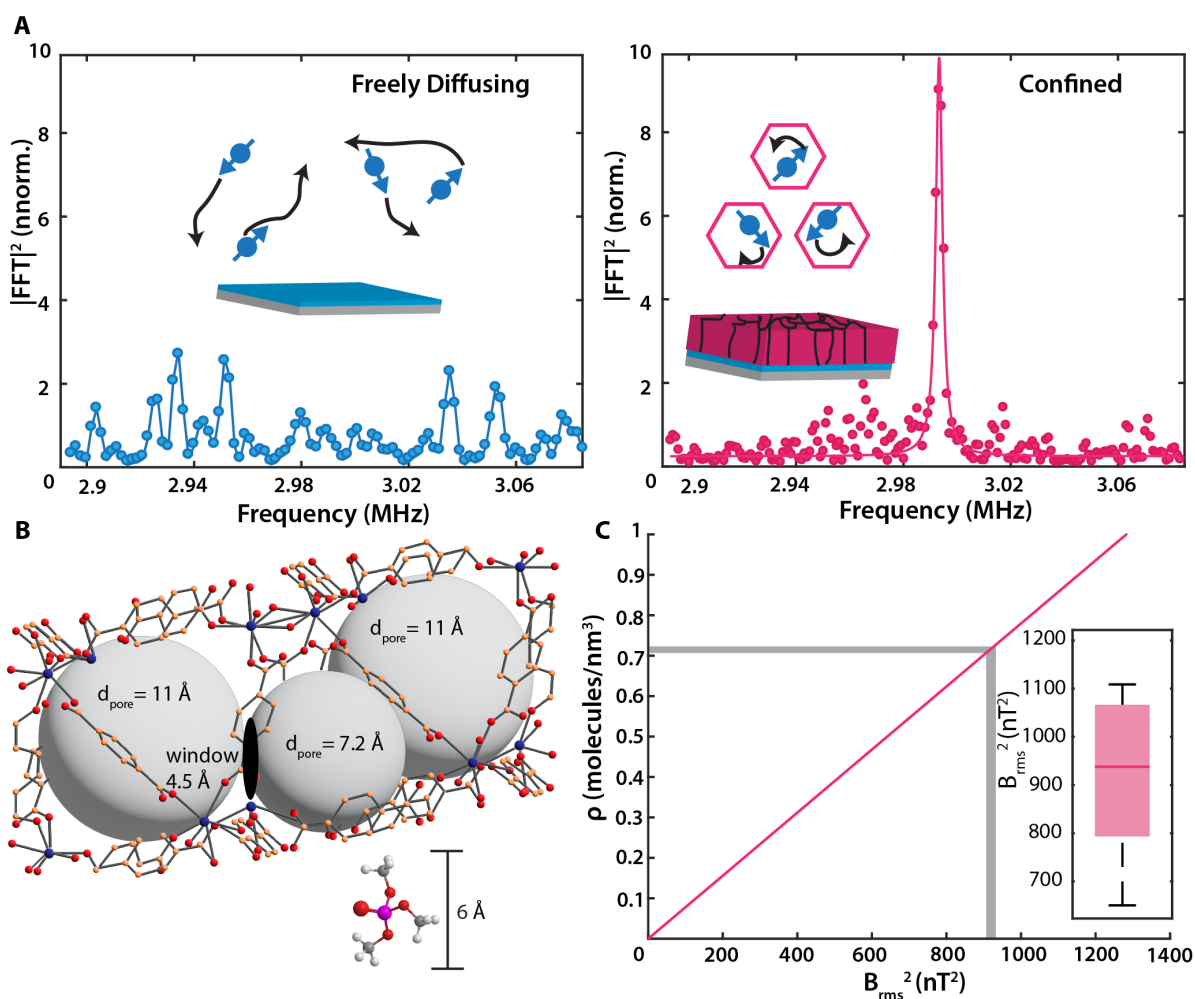 A
10
8
6
4
2
0
|FFT|² (nnorm.)
Freely Diffusing
2.9
2.94
2.98
3.02
3.06
Frequency (MHz)
10
8
6
4
2
0
|FFT|² (norm.)
Confined
2.9
2.94
2.98
3.02
3.06
Frequency (MHz)
B
dpore= 11 Å
dpore= 11 Å
dpore= 7.2 Å
window
4.5 Å
6 Å
C
1
0.9
0.8
0.7
0.6
0.5
0.4
0.3
0.2
0.1
ρ (molecules/nm³)
0
200
400
600
800
1000
1200
1400
Brms² (nT²)
1200
1100
1000
900
800
700
Brms² (nT²)